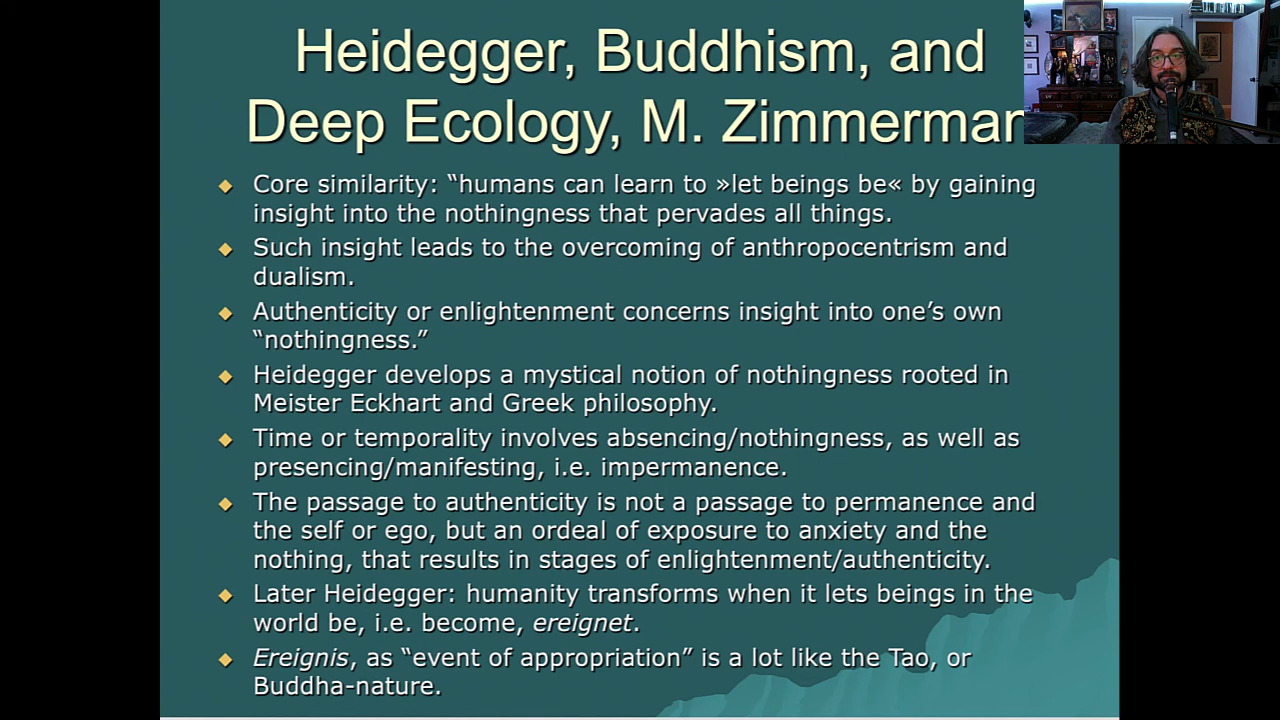 Heidegger, Buddhism, and
Deep Ecology, M. Zimmerman
Core similarity: “humans can learn to »let beings be« by gaining
insight into the nothingness that pervades all things.
Such insight leads to the overcoming of anthropocentrism and
dualism.
Authenticity or enlightenment concerns insight into one’s own
“nothingness.”
Heidegger develops a mystical notion of nothingness rooted in
Meister Eckhart and Greek philosophy.
Time or temporality involves absencing/nothingness, as well as
presencing/manifesting, i.e. impermanence.
The passage to authenticity is not a passage to permanence and
the self or ego, but an ordeal of exposure to anxiety and the
nothing, that results in stages of enlightenment/authenticity.
Later Heidegger: humanity transforms when it lets beings in the
world be, i.e. become, ereignet.
Ereignis, as “event of appropriation” is a lot like the Tao, or
Buddha-nature.